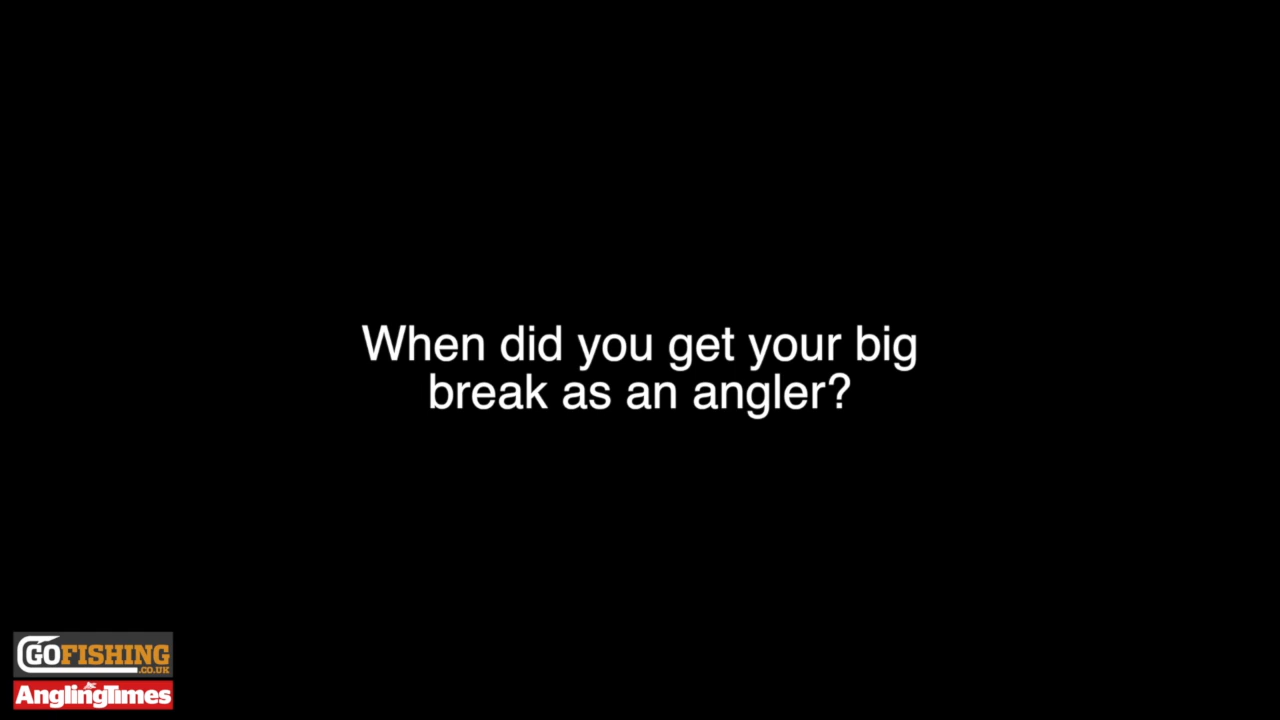 When did you get your big
break as an angler?
GOFISHING
.CO.UK
AnglingTimes